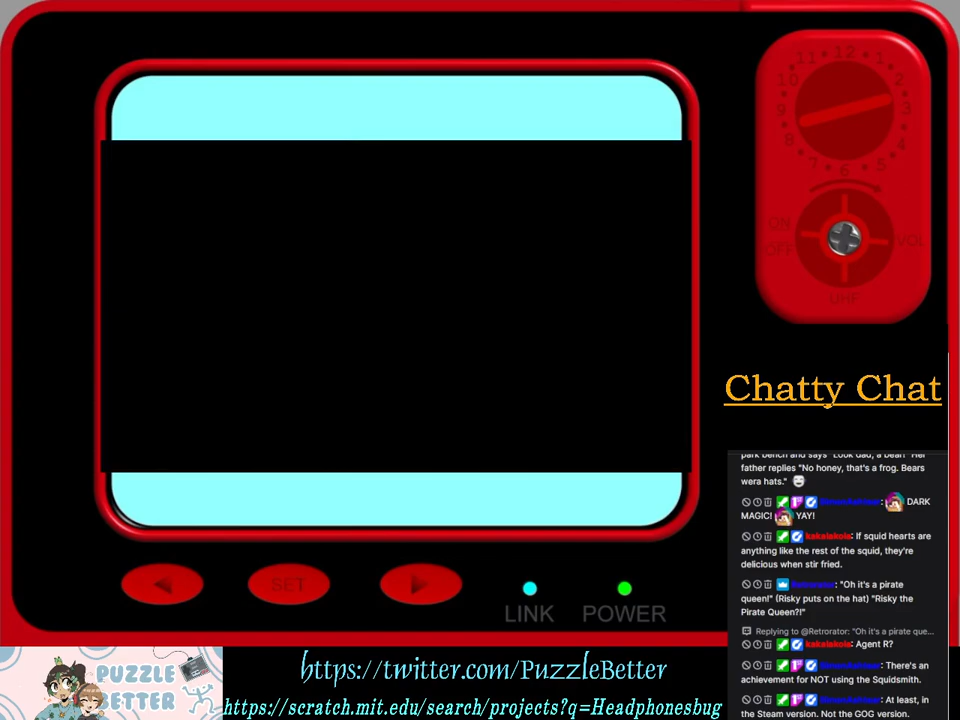 11 12 1
10 2
9 3
8 4
7 5
6
ON
OFF
VOL
UHF
Chatty Chat
park bench and says "Look dad, a bear!" Her
father replies "No honey, that's a frog. Bears
wera hats."
: DARK
MAGIC! YAY!
kakalakola: If squid hearts are
anything like the rest of the squid, they're
delicious when stir fried.
Retrorator: "Oh it's a pirate
queen!" (Risky puts on the hat) "Risky the
Pirate Queen?!"
Replying to @Retrorator: "Oh it's a pirate que...
kakalakola: Agent R?
: There's an
achievement for NOT using the Squidsmith.
: At least, in
the Steam version. Not the GOG version.
SET
LINK
POWER
PUZZLE
BETTER
https://twitter.com/PuzzleBetter
https://scratch.mit.edu/search/projects?q=Headphonesbug